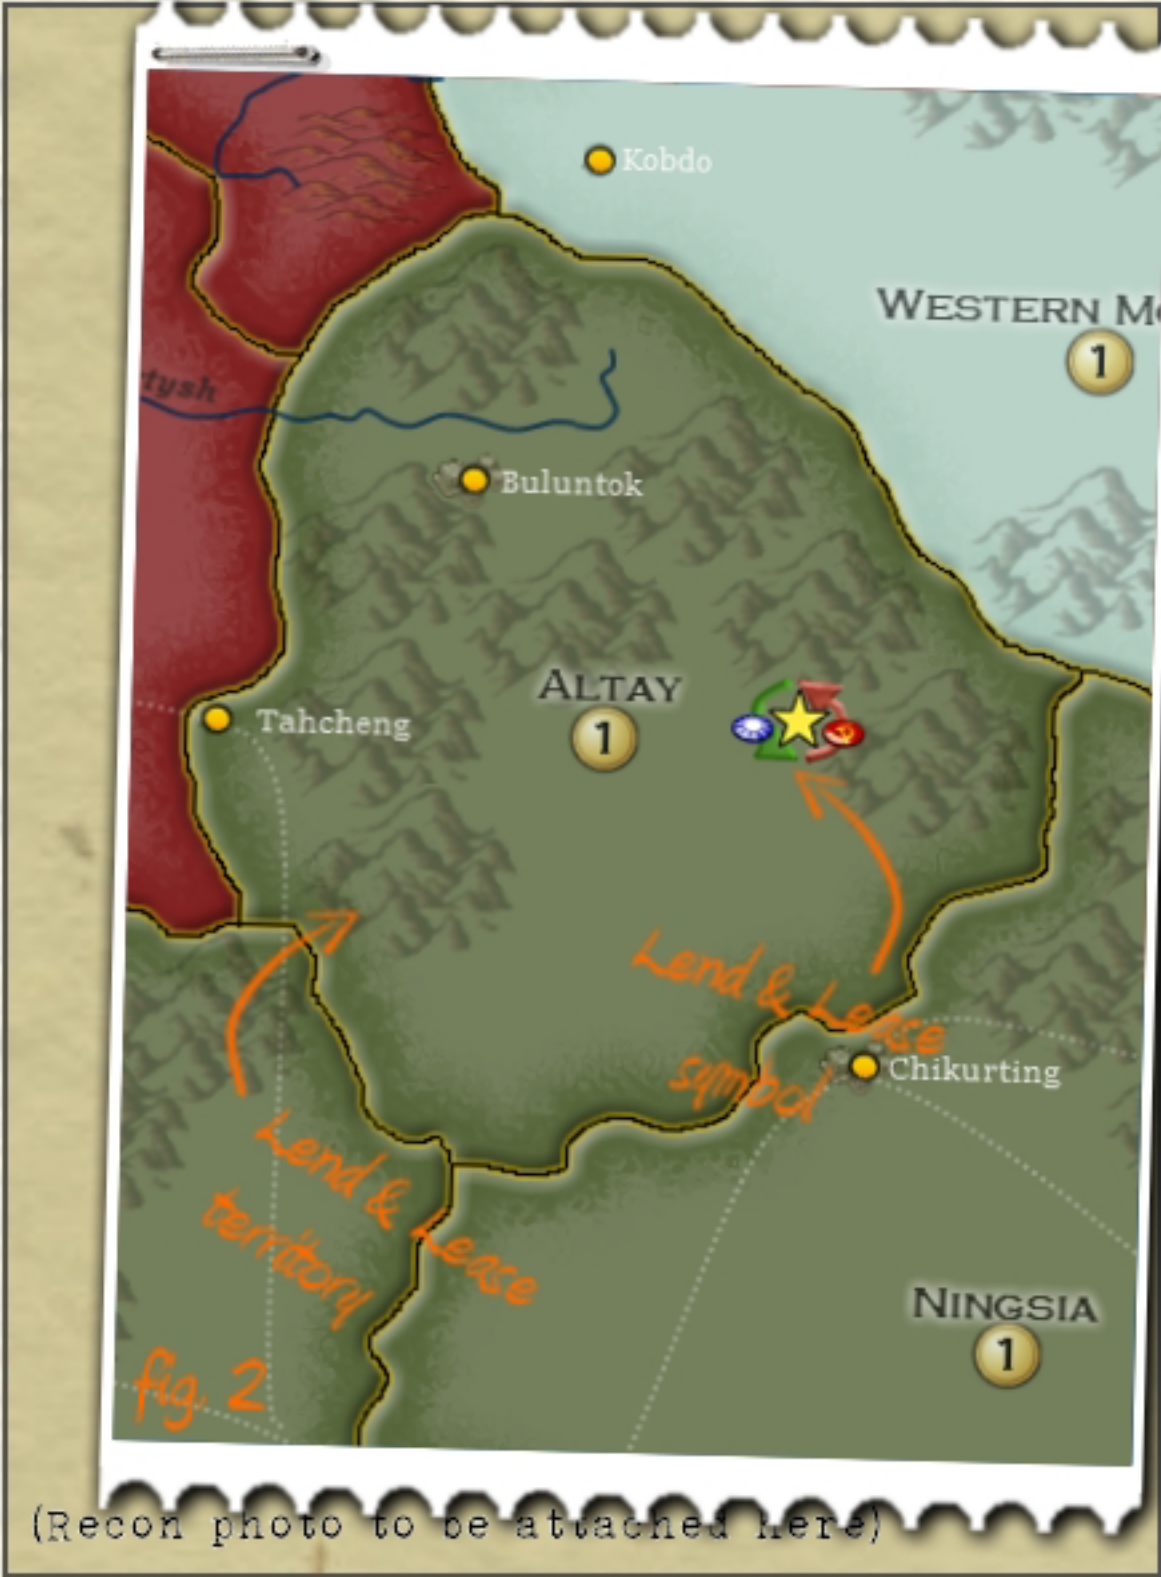 Kobdo
WESTERN MO
1
tysh
Buluntok
ALTAY
1
Tahcheng
Lend & Lease
symbol
Chikurting
Lend & Lease
territory
NINGSIA
1
fig. 2
(Recon photo to be attached here)